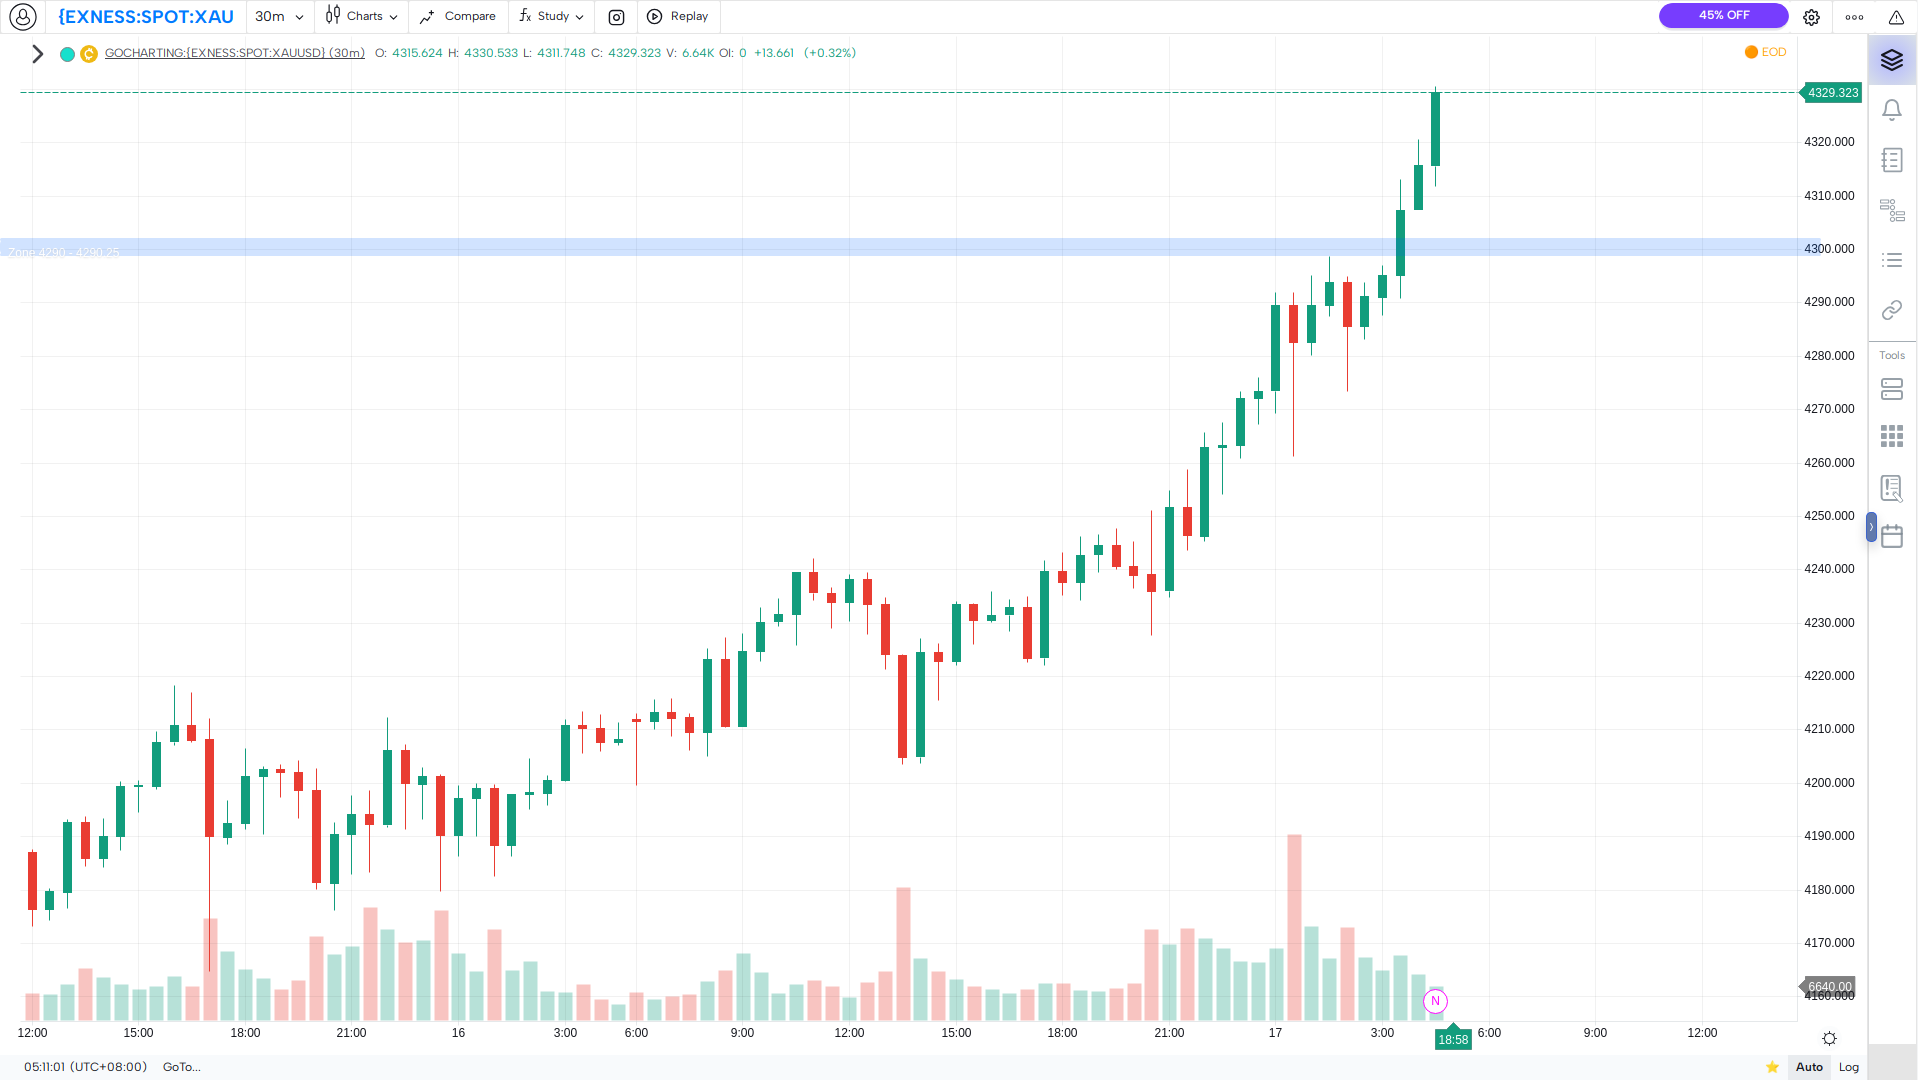 {EXNESS:SPOT:XAU 30m Charts Compare Study Replay 45% OFF
GOCHARTING:{EXNESS:SPOT:XAUUSD} (30m) O: 4315.624 H: 4330.533 L: 4311.748 C: 4329.323 V: 6.64K OI: 0 +13.661 (+0.32%)
EOD
4329.323
4320.000
4310.000
4300.000
Zone 4290 - 4290.25
4290.000
4280.000
Tools
4270.000
4260.000
4250.000
4240.000
4230.000
4220.000
4210.000
4200.000
4190.000
4180.000
4170.000
6640.00
4160.000
N
12:00 15:00 18:00 21:00 16 3:00 6:00 9:00 12:00 15:00 18:00 21:00 17 3:00 6:00 9:00 12:00
18:58
05:11:01 (UTC+08:00) GoTo... Auto Log